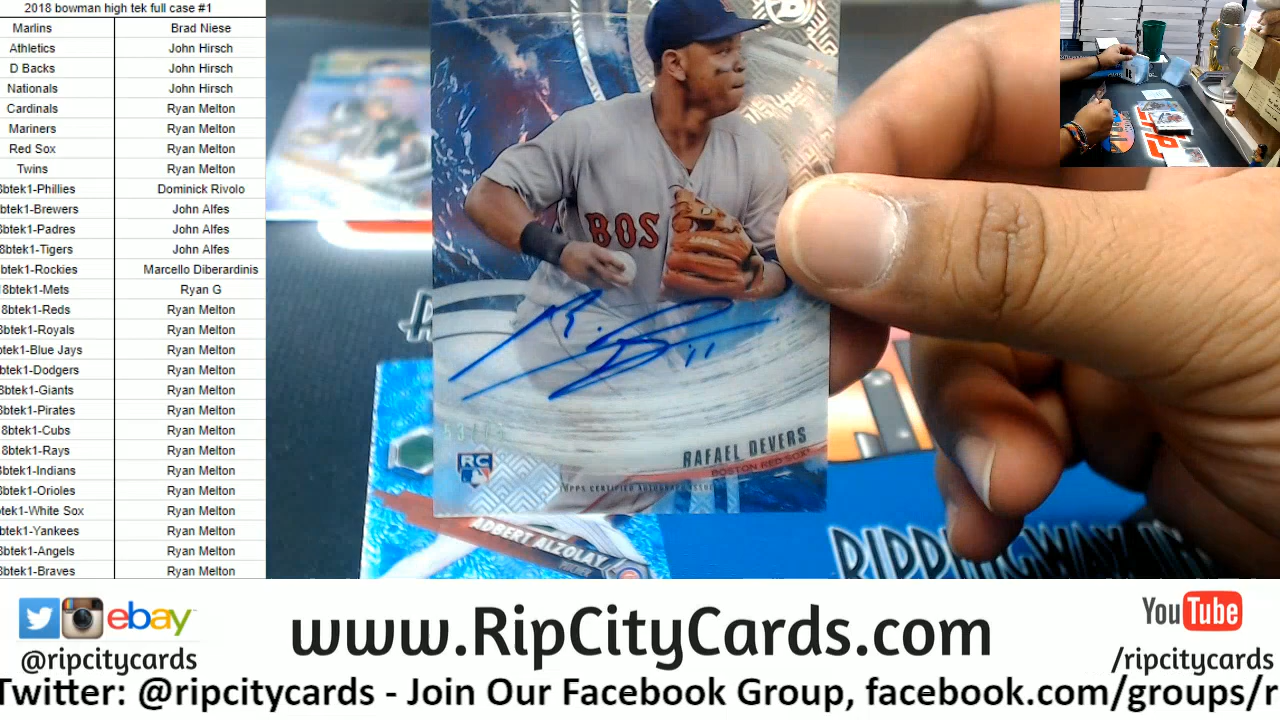 2018 bowman high tek full case #1
Marlins Brad Niese
Athletics John Hirsch
D Backs John Hirsch
Nationals John Hirsch
Cardinals Ryan Melton
Mariners Ryan Melton
Red Sox Ryan Melton
Twins Ryan Melton
btek1-Phillies Dominick Rivolo
btek1-Brewers John Alfes
btek1-Padres John Alfes
8btek1-Tigers John Alfes
btek1-Rockies Marcello Diberardinis
8btek1-Mets Ryan G
8btek1-Reds Ryan Melton
8btek1-Royals Ryan Melton
btek1-Blue Jays Ryan Melton
btek1-Dodgers Ryan Melton
8btek1-Giants Ryan Melton
8btek1-Pirates Ryan Melton
8btek1-Cubs Ryan Melton
8btek1-Rays Ryan Melton
8btek1-Indians Ryan Melton
8btek1-Orioles Ryan Melton
btek1-White Sox Ryan Melton
btek1-Yankees Ryan Melton
8btek1-Angels Ryan Melton
8btek1-Braves Ryan Melton
BOS
RAFAEL DEVERS
BOSTON RED SOX
RC
TOPPS CERTIFIED AUTOGRAPH ISSUE
ADBERT ALZOLAY
PITCHER
ebay
@ripcitycards
www.RipCityCards.com
YouTube
/ripcitycards
Twitter: @ripcitycards - Join Our Facebook Group, facebook.com/groups/r